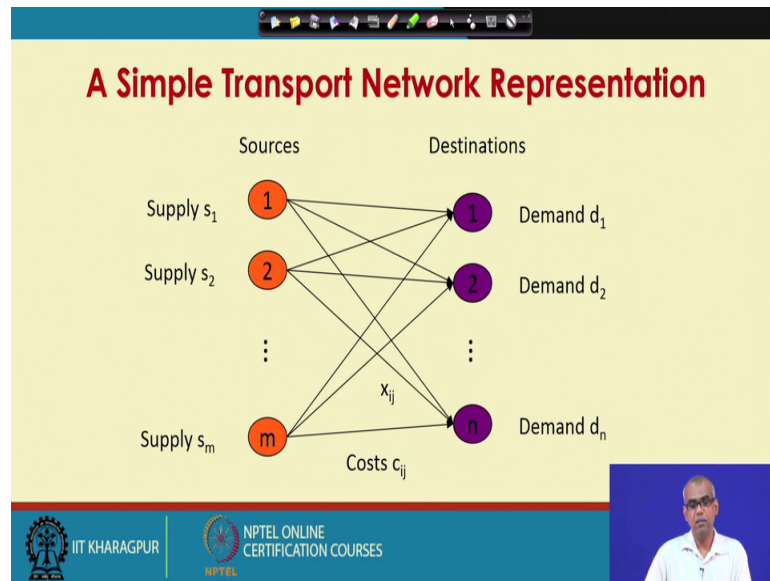 A Simple Transport Network Representation
Sources Destinations
Supply s₁ 1 1 Demand d₁
Supply s₂ 2 2 Demand d₂
⋮ ⋮
xᵢⱼ
Supply sₘ m n Demand dₙ
Costs cᵢⱼ
IIT KHARAGPUR
NPTEL
NPTEL ONLINE
CERTIFICATION COURSES